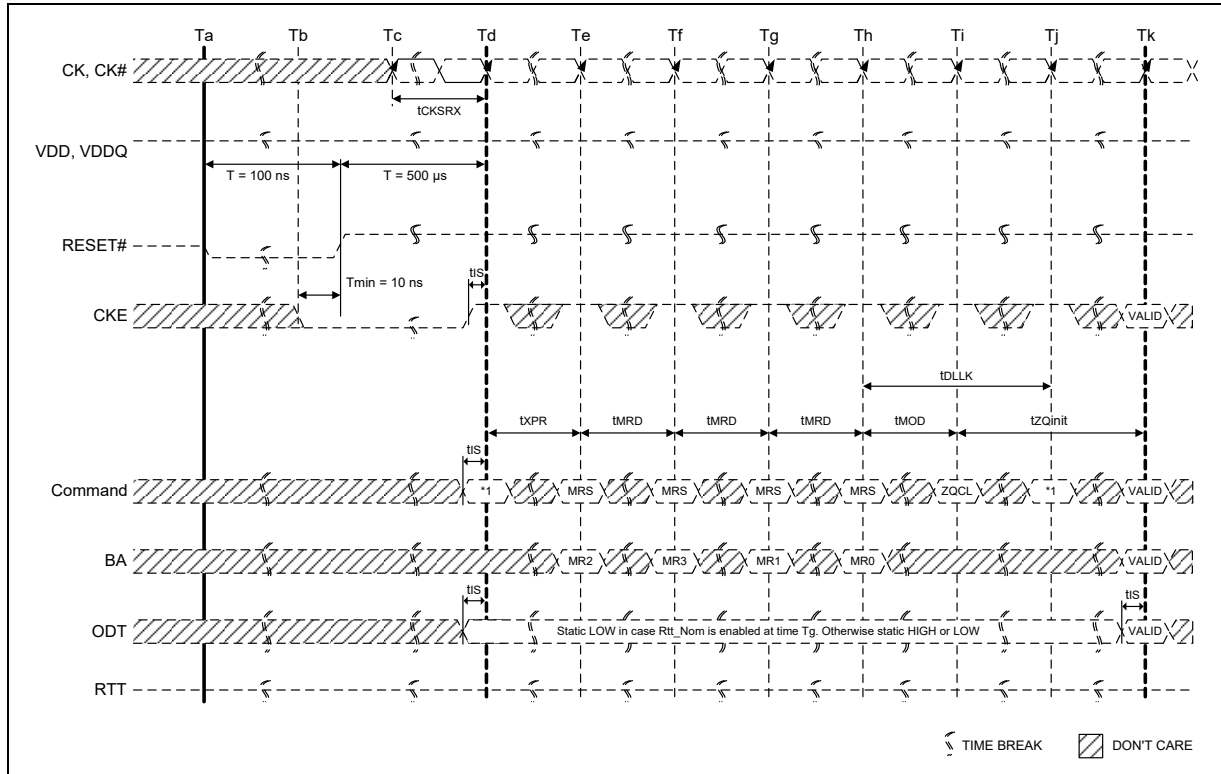 Ta Tb Tc Td Te Tf Tg Th Ti Tj Tk
CK, CK#
tCKSRX
VDD, VDDQ
T = 100 ns T = 500 µs
RESET#
Tmin = 10 ns
tIS
CKE
VALID
tDLLK
tXPR tMRD tMRD tMRD tMOD tZQinit
tIS
Command
*1 MRS MRS MRS MRS ZQCL *1 VALID
BA
MR2 MR3 MR1 MR0 VALID
tIS tIS
ODT
Static LOW in case Rtt_Nom is enabled at time Tg. Otherwise static HIGH or LOW VALID
RTT
TIME BREAK DON'T CARE